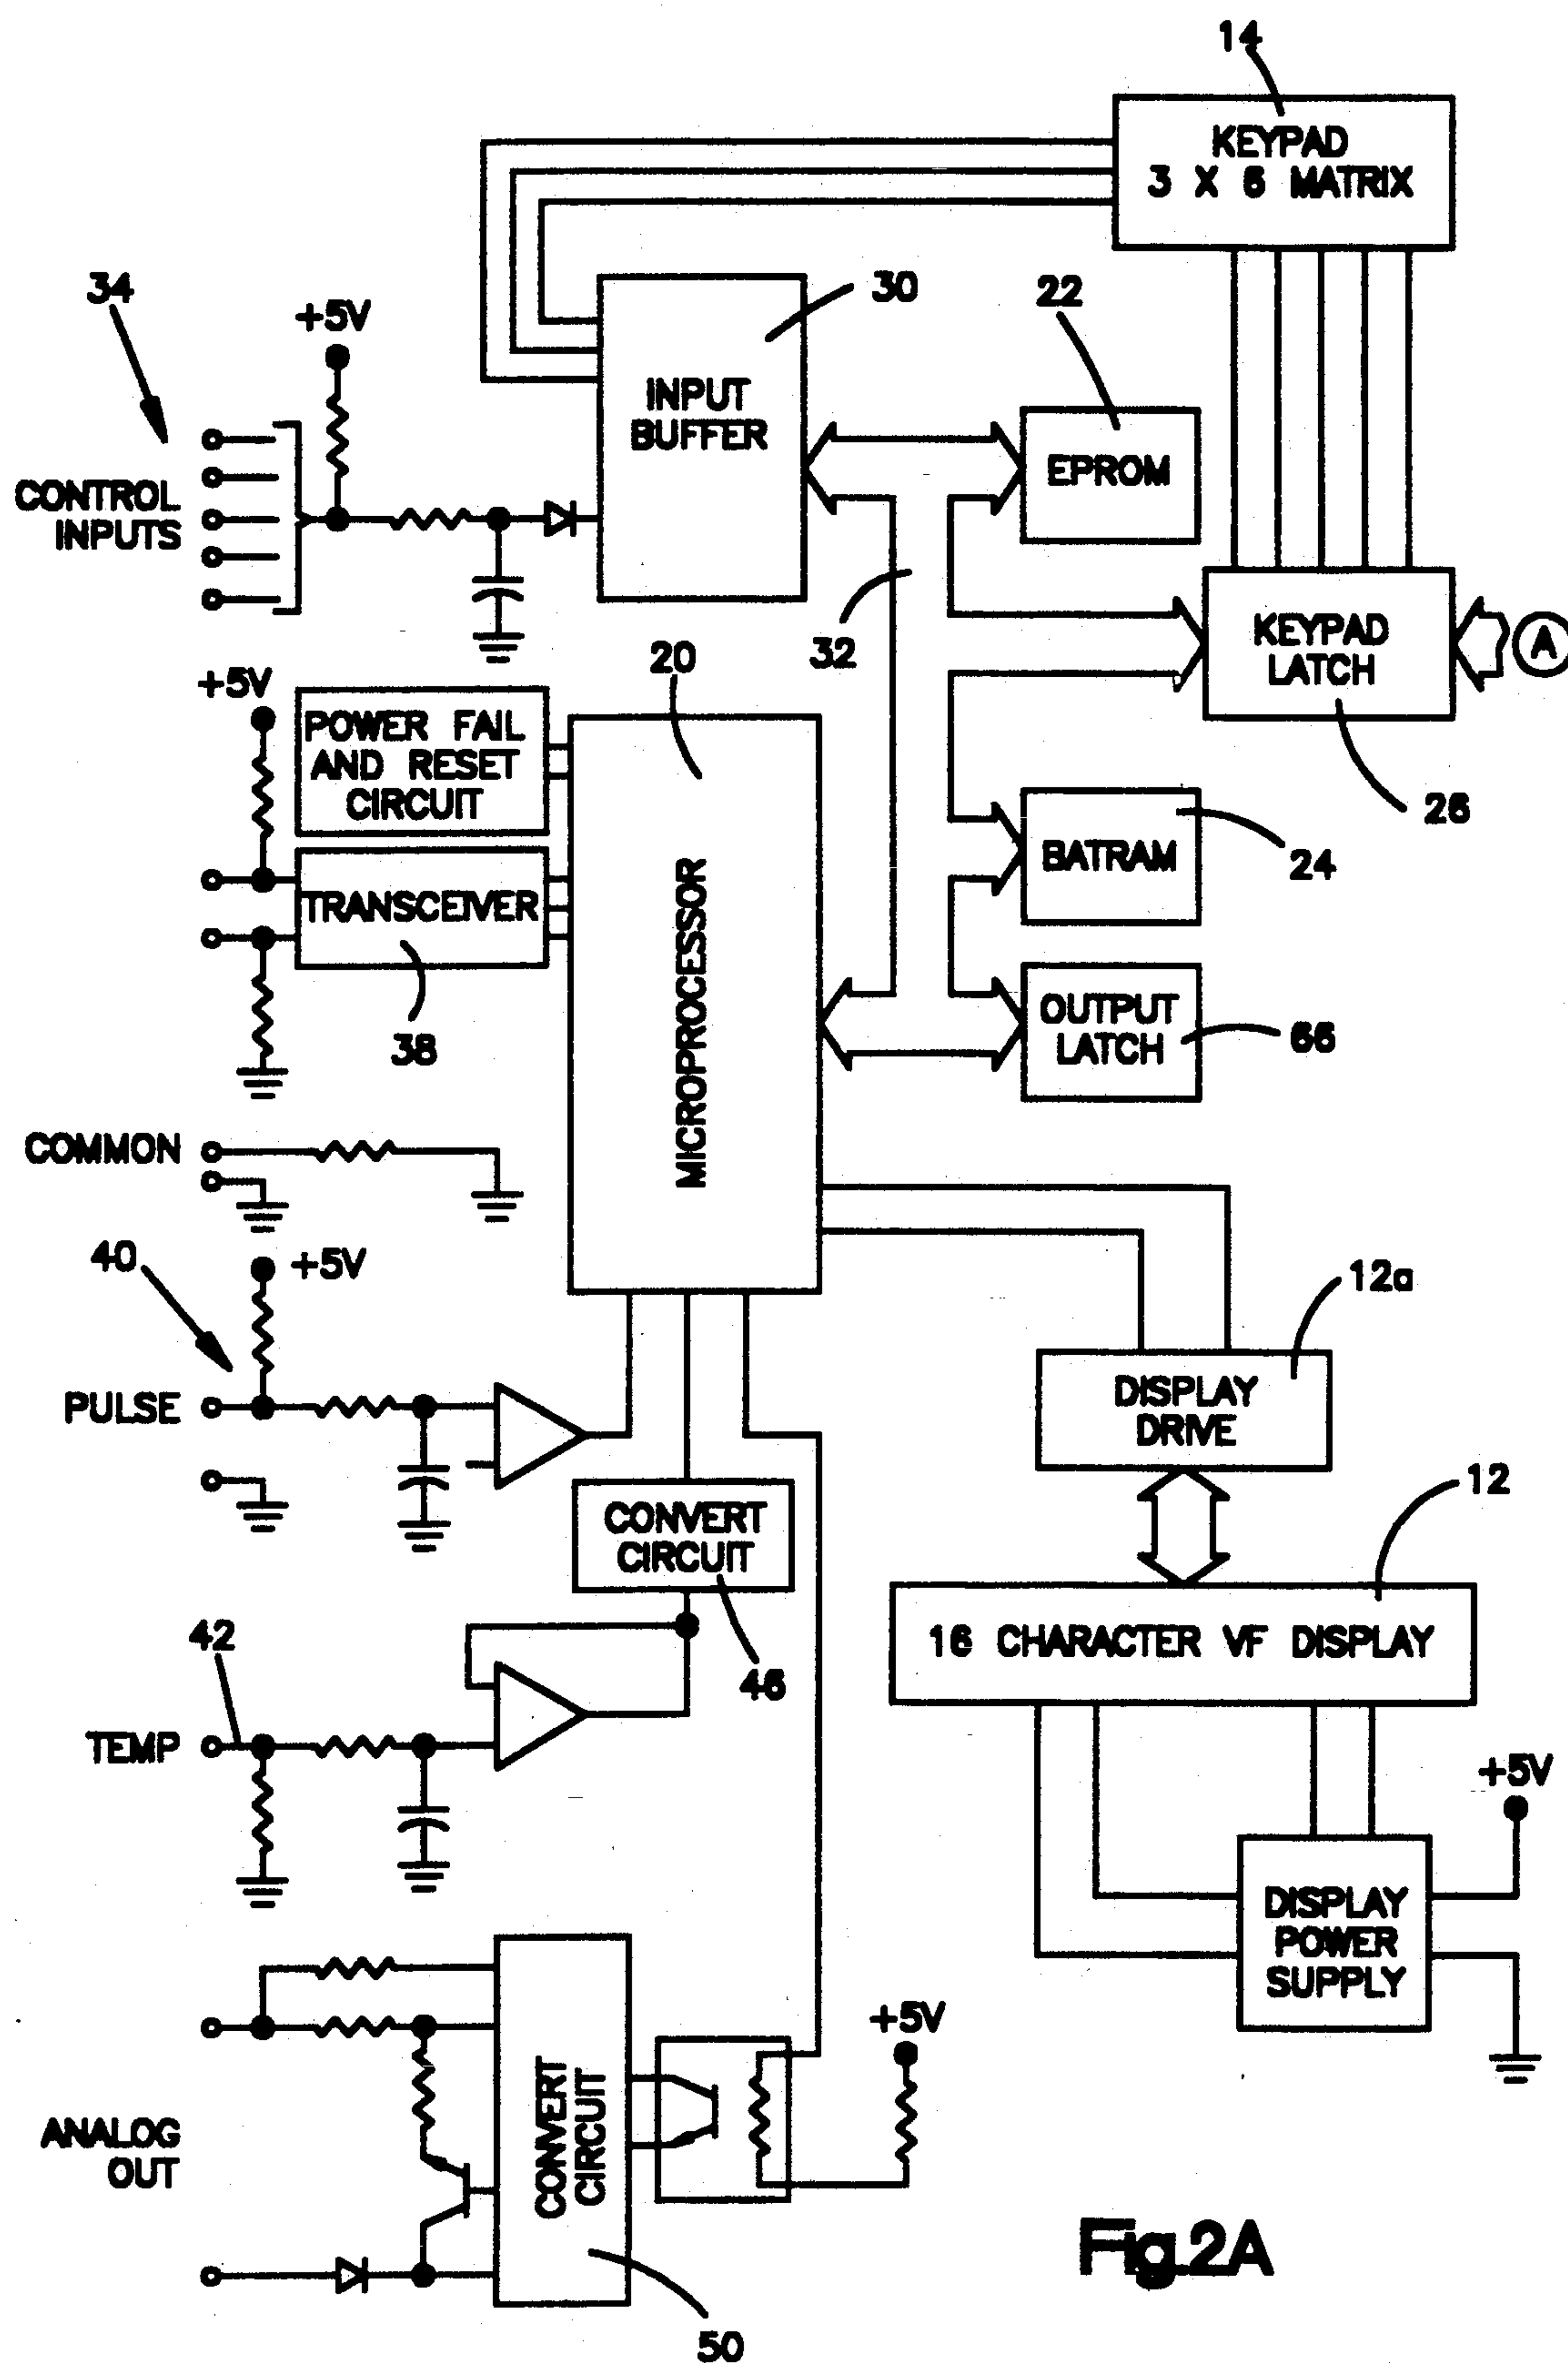 14
KEYPAD
3 X 6 MATRIX
34
+5V
30
22
INPUT
BUFFER
EPROM
CONTROL
INPUTS
32
KEYPAD
LATCH
A
20
+5V
POWER FAIL
AND RESET
CIRCUIT
26
BATRAM
24
TRANSCEIVER
38
MICROPROCESSOR
OUTPUT
LATCH
66
COMMON
40
+5V
12a
PULSE
DISPLAY
DRIVE
12
CONVERT
CIRCUIT
46
16 CHARACTER VF DISPLAY
42
TEMP
+5V
DISPLAY
POWER
SUPPLY
+5V
ANALOG
OUT
CONVERT
CIRCUIT
50
Fig.2A